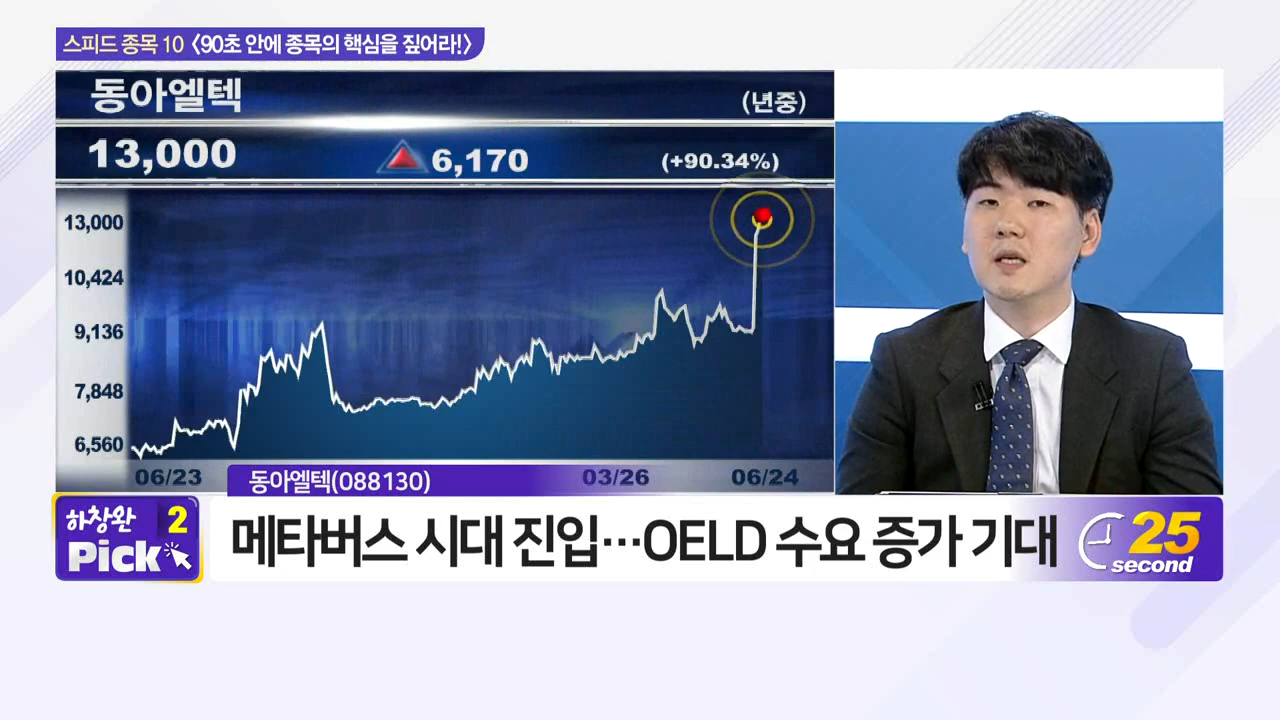 스피드 종목 10 〈90초 안에 종목의 핵심을 짚어라!〉
동아엘텍
(년중)
13,000
6,170
(+90.34%)
13,000
10,424
9,136
7,848
6,560
06/23
03/26
06/24
동아엘텍(088130)
하창완 2
Pick
메타버스 시대 진입…OELD 수요 증가 기대
25
second